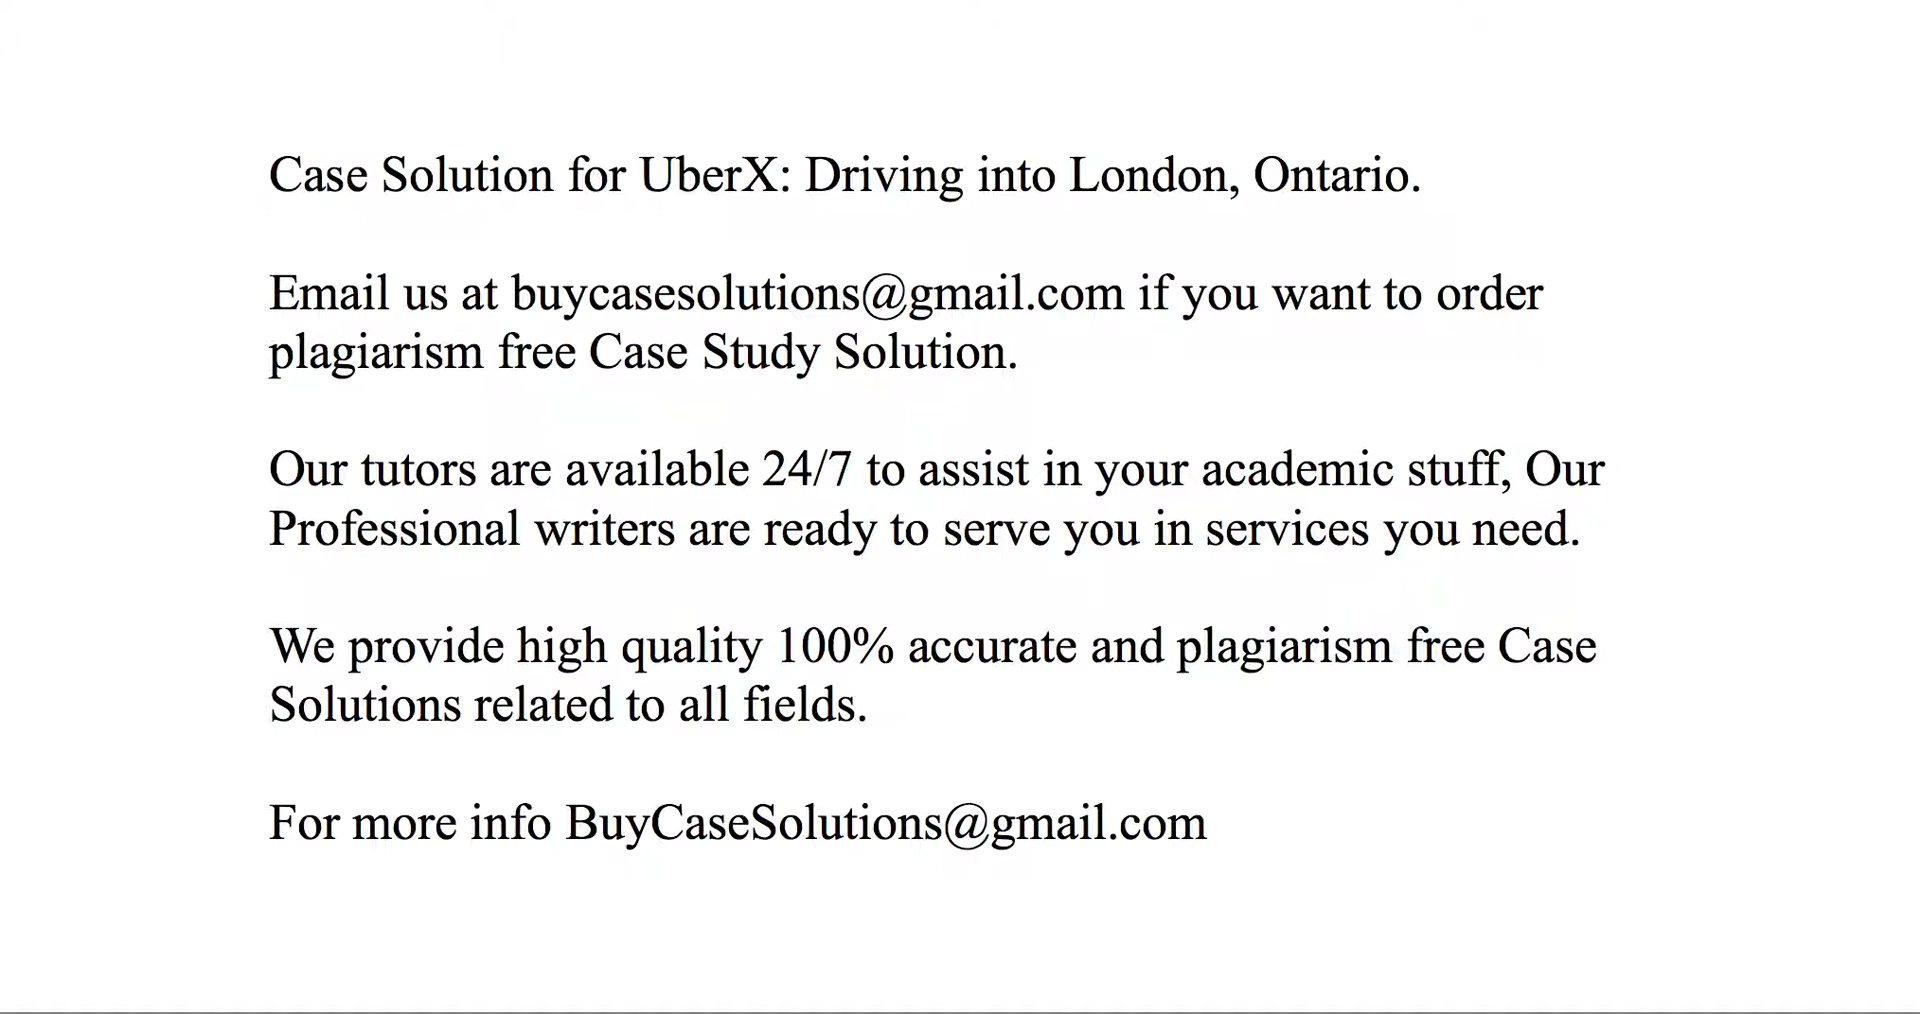 Case Solution for UberX: Driving into London, Ontario.
Email us at buycasesolutions@gmail.com if you want to order
plagiarism free Case Study Solution.
Our tutors are available 24/7 to assist in your academic stuff, Our
Professional writers are ready to serve you in services you need.
We provide high quality 100% accurate and plagiarism free Case
Solutions related to all fields.
For more info BuyCaseSolutions@gmail.com